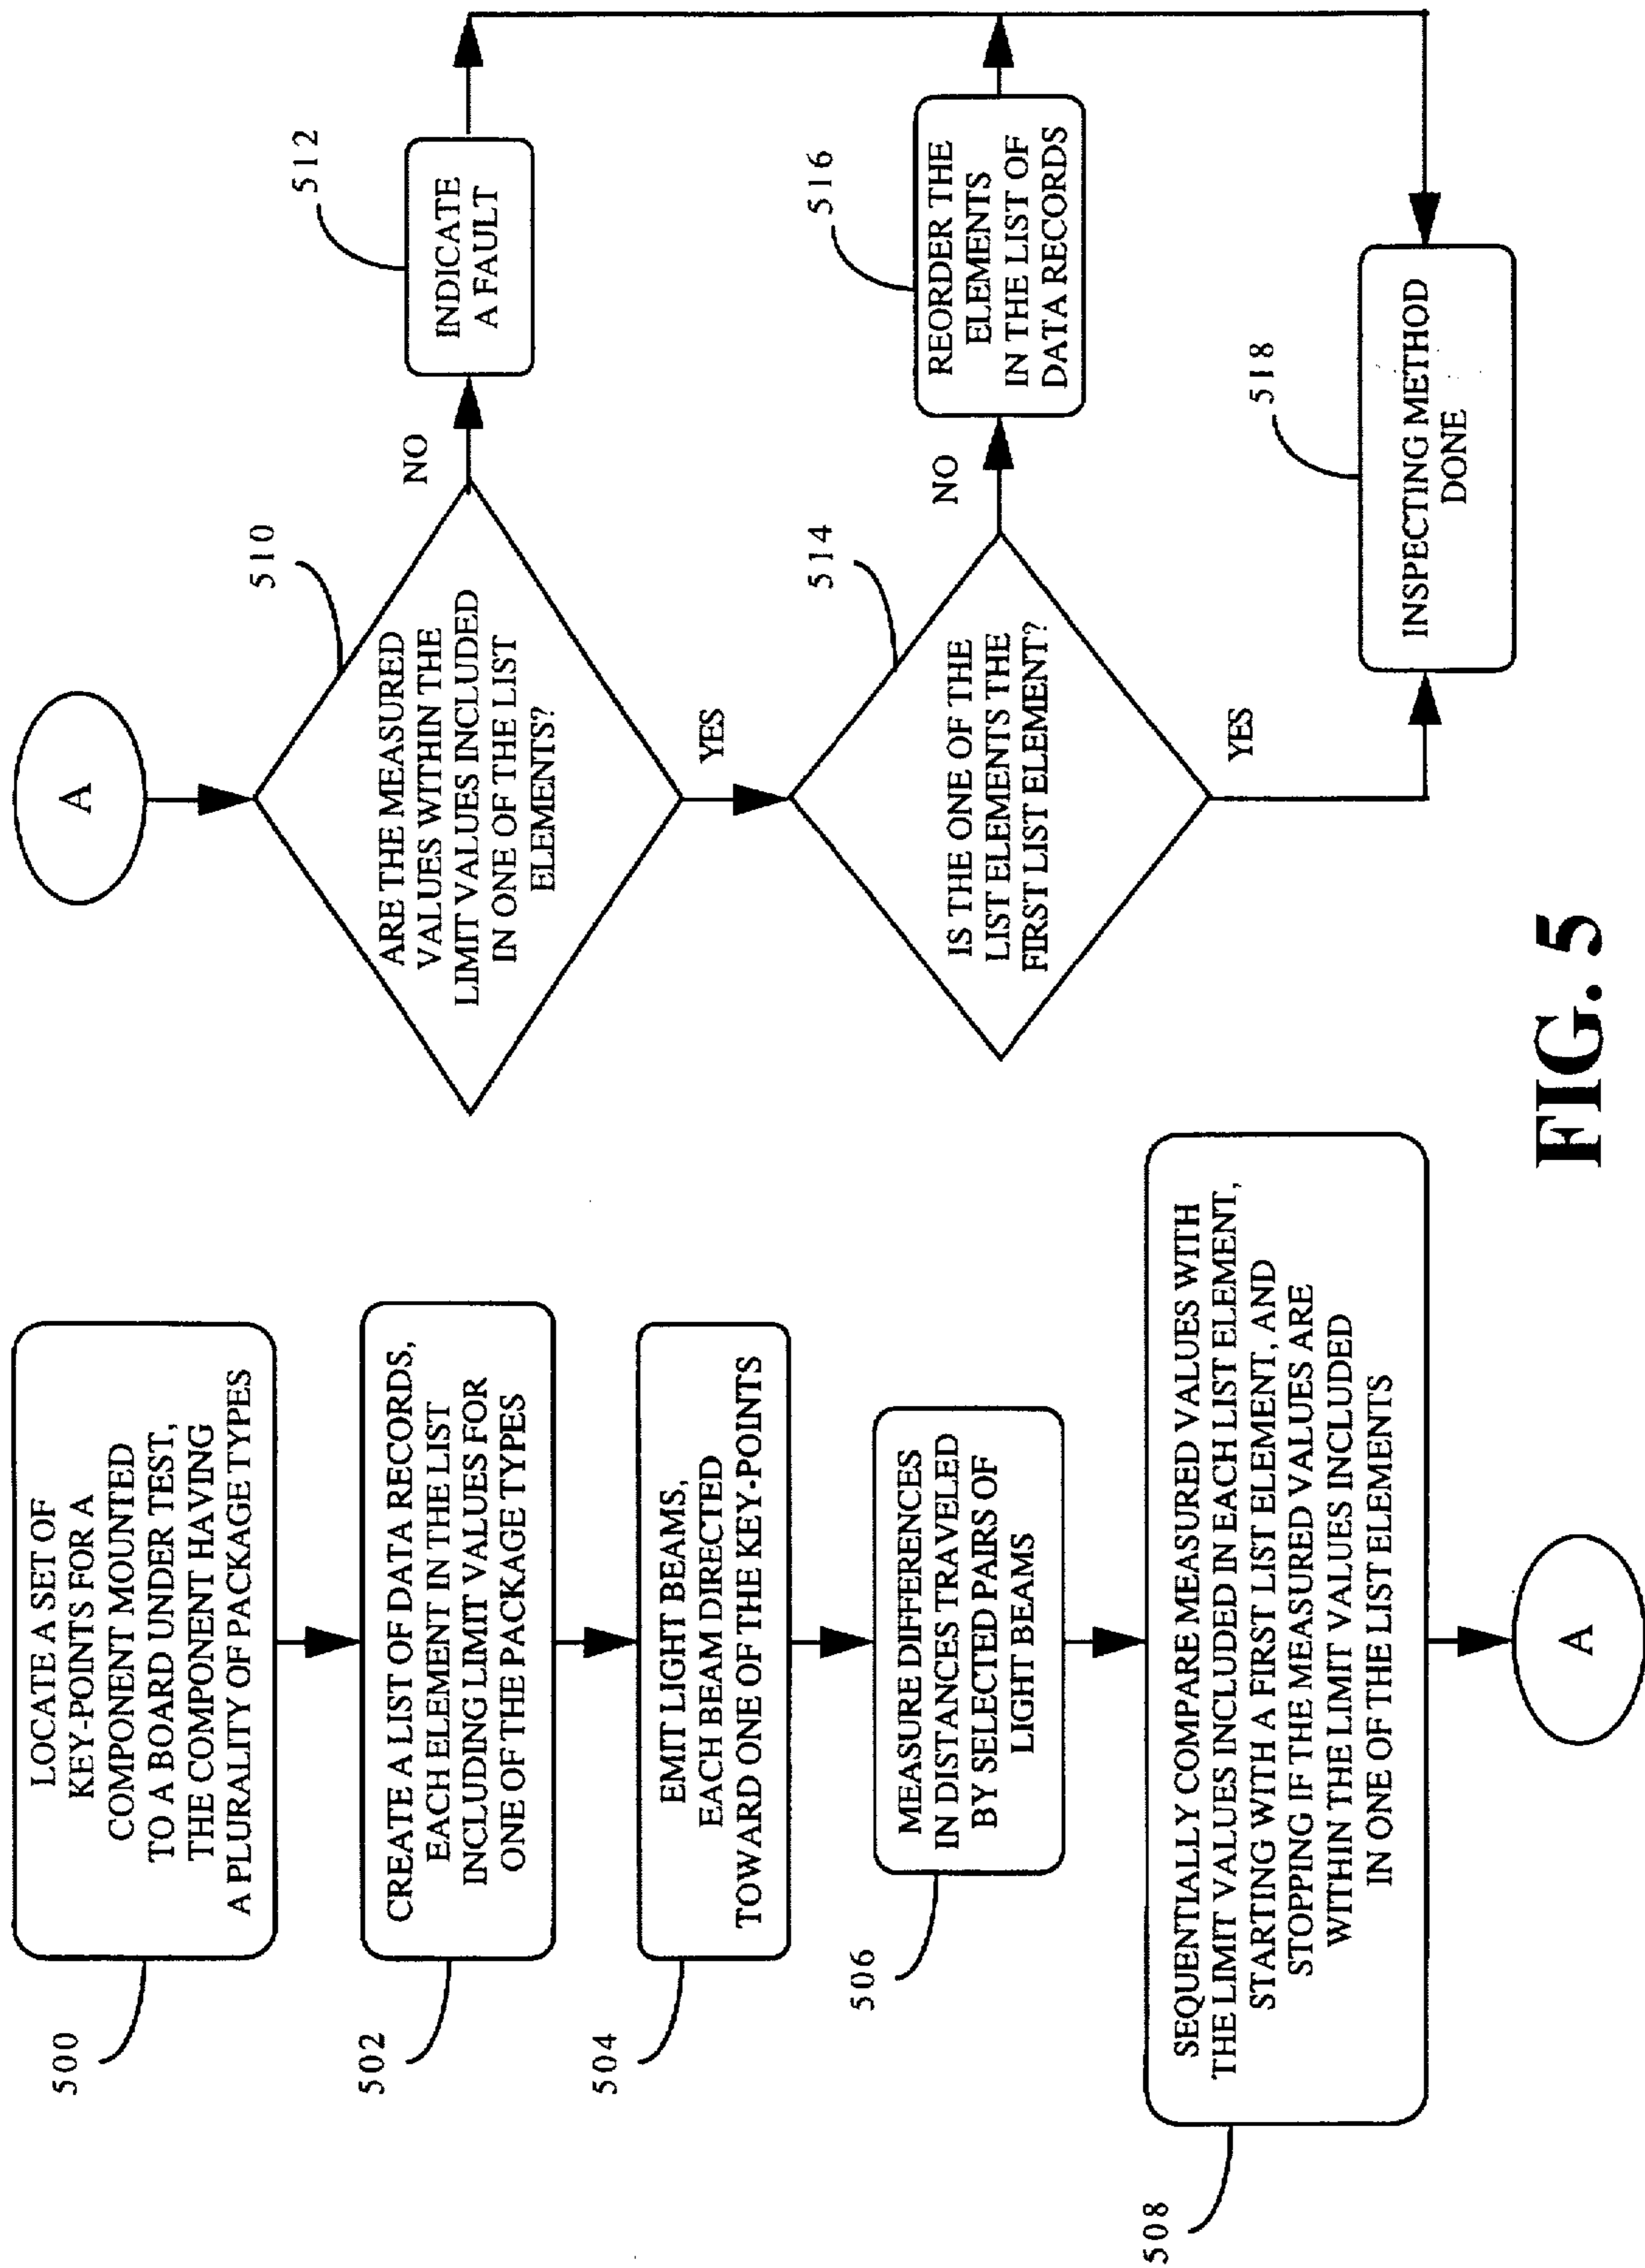 500
LOCATE A SET OF
KEY-POINTS FOR A
COMPONENT MOUNTED
TO A BOARD UNDER TEST,
THE COMPONENT HAVING
A PLURALITY OF PACKAGE TYPES
502
CREATE A LIST OF DATA RECORDS,
EACH ELEMENT IN THE LIST
INCLUDING LIMIT VALUES FOR
ONE OF THE PACKAGE TYPES
504
EMIT LIGHT BEAMS,
EACH BEAM DIRECTED
TOWARD ONE OF THE KEY-POINTS
506
MEASURE DIFFERENCES
IN DISTANCES TRAVELED
BY SELECTED PAIRS OF
LIGHT BEAMS
508
SEQUENTIALLY COMPARE MEASURED VALUES WITH
THE LIMIT VALUES INCLUDED IN EACH LIST ELEMENT,
STARTING WITH A FIRST LIST ELEMENT, AND
STOPPING IF THE MEASURED VALUES ARE
WITHIN THE LIMIT VALUES INCLUDED
IN ONE OF THE LIST ELEMENTS
A
A
510
ARE THE MEASURED
VALUES WITHIN THE
LIMIT VALUES INCLUDED
IN ONE OF THE LIST
ELEMENTS?
NO
512
INDICATE
A FAULT
YES
514
IS THE ONE OF THE
LIST ELEMENTS THE
FIRST LIST ELEMENT?
NO
516
REORDER THE
ELEMENTS
IN THE LIST OF
DATA RECORDS
YES
518
INSPECTING METHOD
DONE
FIG. 5